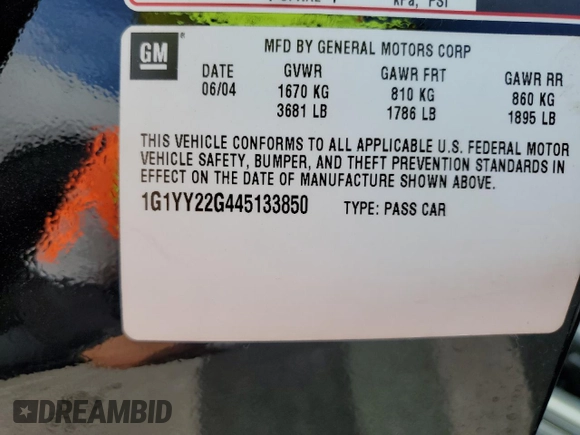 kPa, PSI
GM
MFD BY GENERAL MOTORS CORP
DATE GVWR GAWR FRT GAWR RR
06/04 1670 KG 810 KG 860 KG
3681 LB 1786 LB 1895 LB
THIS VEHICLE CONFORMS TO ALL APPLICABLE U.S. FEDERAL MOTOR
VEHICLE SAFETY, BUMPER, AND THEFT PREVENTION STANDARDS IN
EFFECT ON THE DATE OF MANUFACTURE SHOWN ABOVE.
1G1YY22G445133850 TYPE: PASS CAR
DREAMBID